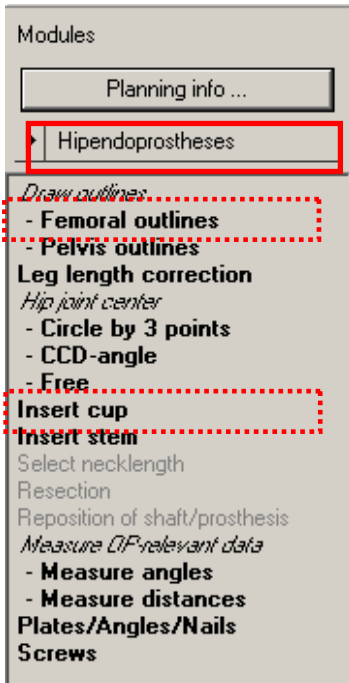 Modules
Planning info ...
Hipendoprostheses
Draw outlines
- Femoral outlines
- Pelvis outlines
Leg length correction
Hip joint center
- Circle by 3 points
- CCD-angle
- Free
Insert cup
Insert stem
Select necklength
Resection
Reposition of shaft/prosthesis
Measure OP-relevant data
- Measure angles
- Measure distances
Plates/Angles/Nails
Screws